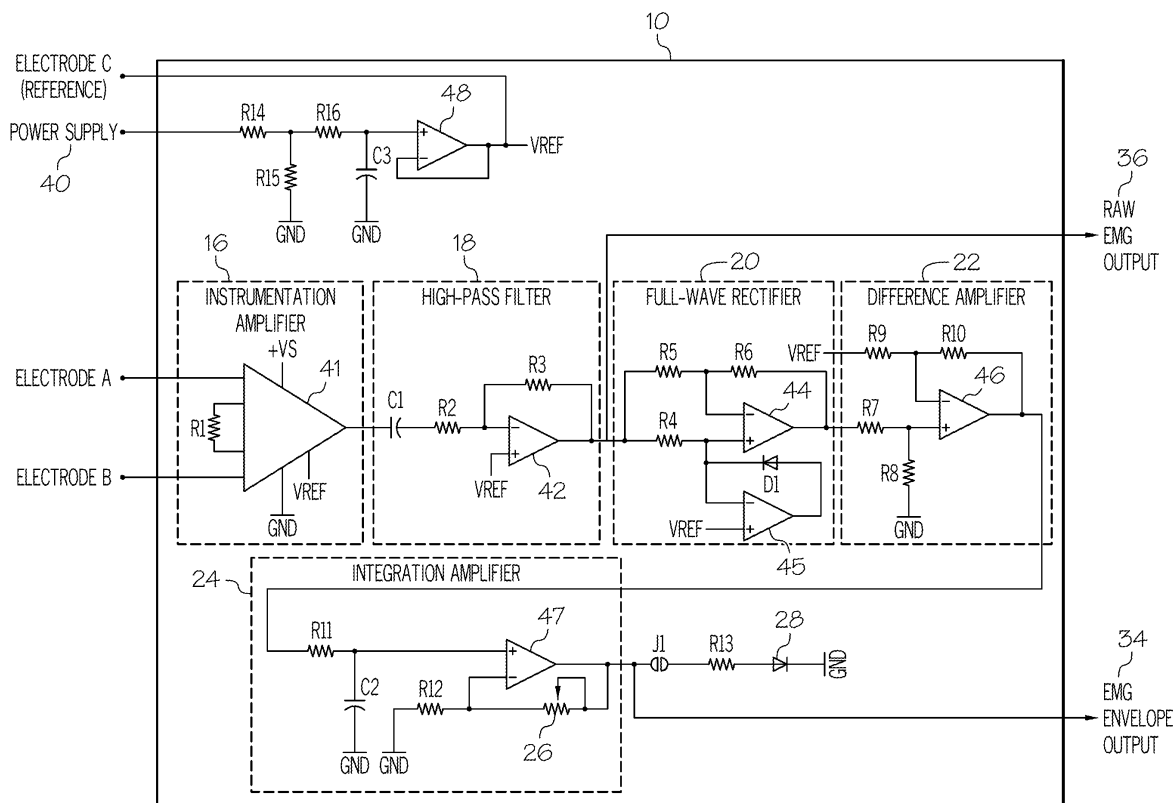 10
ELECTRODE C
(REFERENCE)
POWER SUPPLY
40
R14
R16
48
R15
C3
VREF
GND
GND
36
RAW
EMG
OUTPUT
16
18
20
22
INSTRUMENTATION
AMPLIFIER
HIGH-PASS FILTER
FULL-WAVE RECTIFIER
DIFFERENCE AMPLIFIER
+VS
ELECTRODE A
41
R1
ELECTRODE B
VREF
GND
C1
R2
R3
-
+
VREF
42
R5
R6
R4
44
-
+
D1
VREF
-
+
45
VREF
R9
R10
46
R7
-
+
R8
GND
24
INTEGRATION AMPLIFIER
R11
C2
GND
R12
GND
+
-
47
26
J1
R13
28
GND
34
EMG
ENVELOPE
OUTPUT
+
-